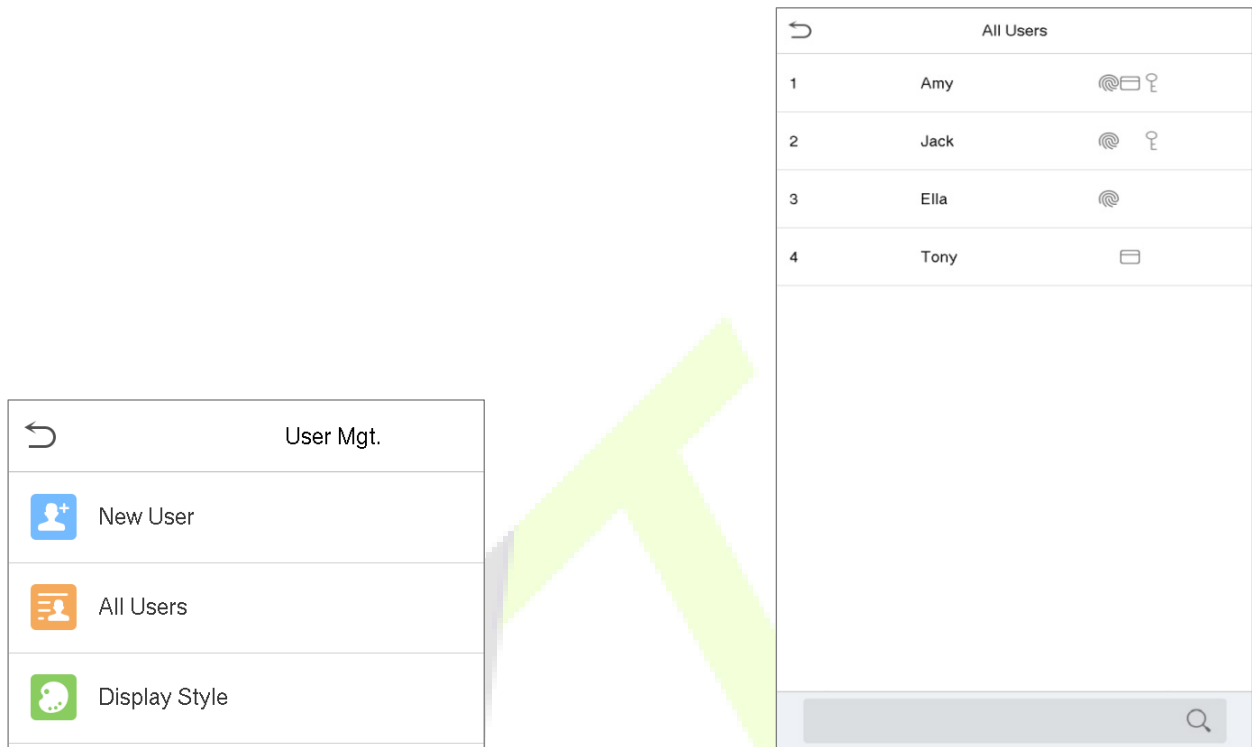 User Mgt.
New User
All Users
Display Style
All Users
1 Amy
2 Jack
3 Ella
4 Tony